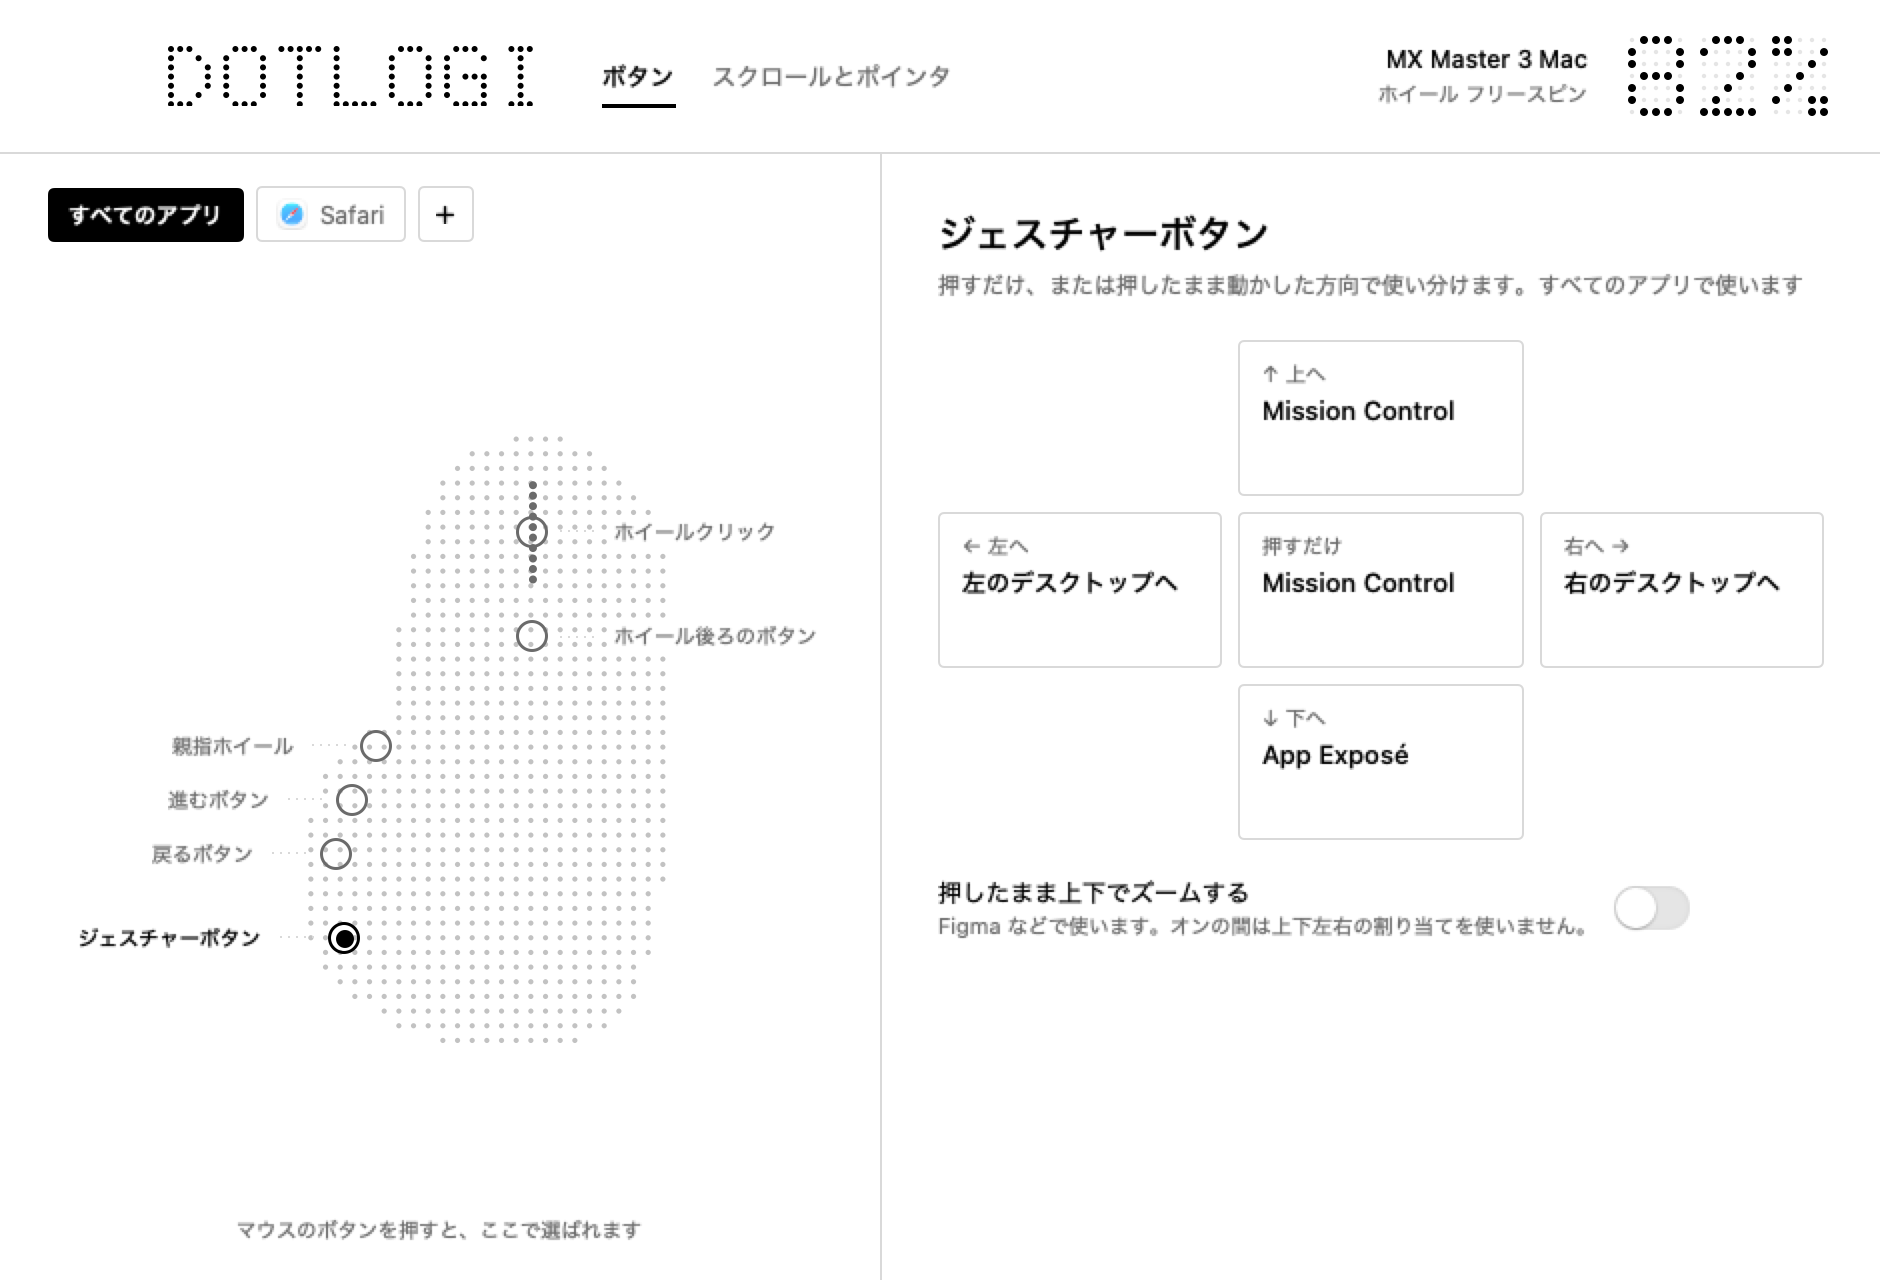 DOTLOGI
ボタン
スクロールとポインタ
MX Master 3 Mac
ホイール フリースピン
82%
すべてのアプリ
Safari
+
ホイールクリック
ホイール後ろのボタン
親指ホイール
進むボタン
戻るボタン
ジェスチャーボタン
マウスのボタンを押すと、ここで選ばれます
ジェスチャーボタン
押すだけ、または押したまま動かした方向で使い分けます。すべてのアプリで使います
↑ 上へ
Mission Control
← 左へ
左のデスクトップへ
押すだけ
Mission Control
右へ →
右のデスクトップへ
↓ 下へ
App Exposé
押したまま上下でズームする
Figma などで使います。オンの間は上下左右の割り当てを使いません。